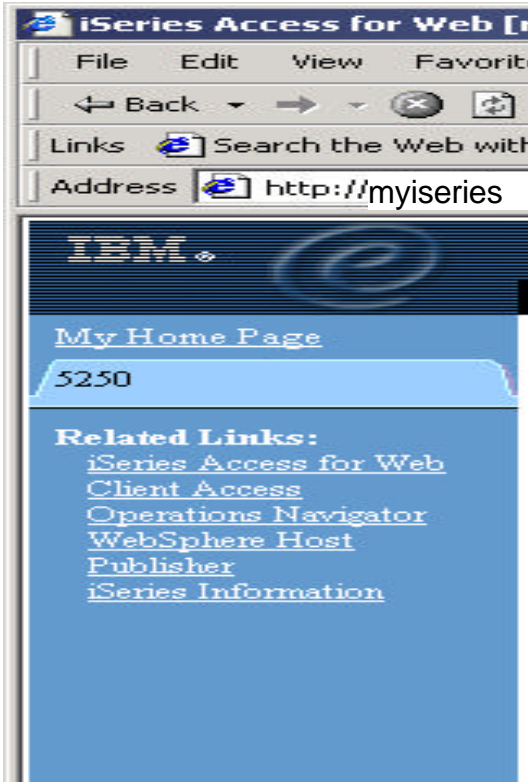 iSeries Access for Web [
File Edit View Favorit
Back
Links Search the Web with
Address http://myiseries
IBM®
My Home Page
5250
Related Links:
iSeries Access for Web
Client Access
Operations Navigator
WebSphere Host
Publisher
iSeries Information